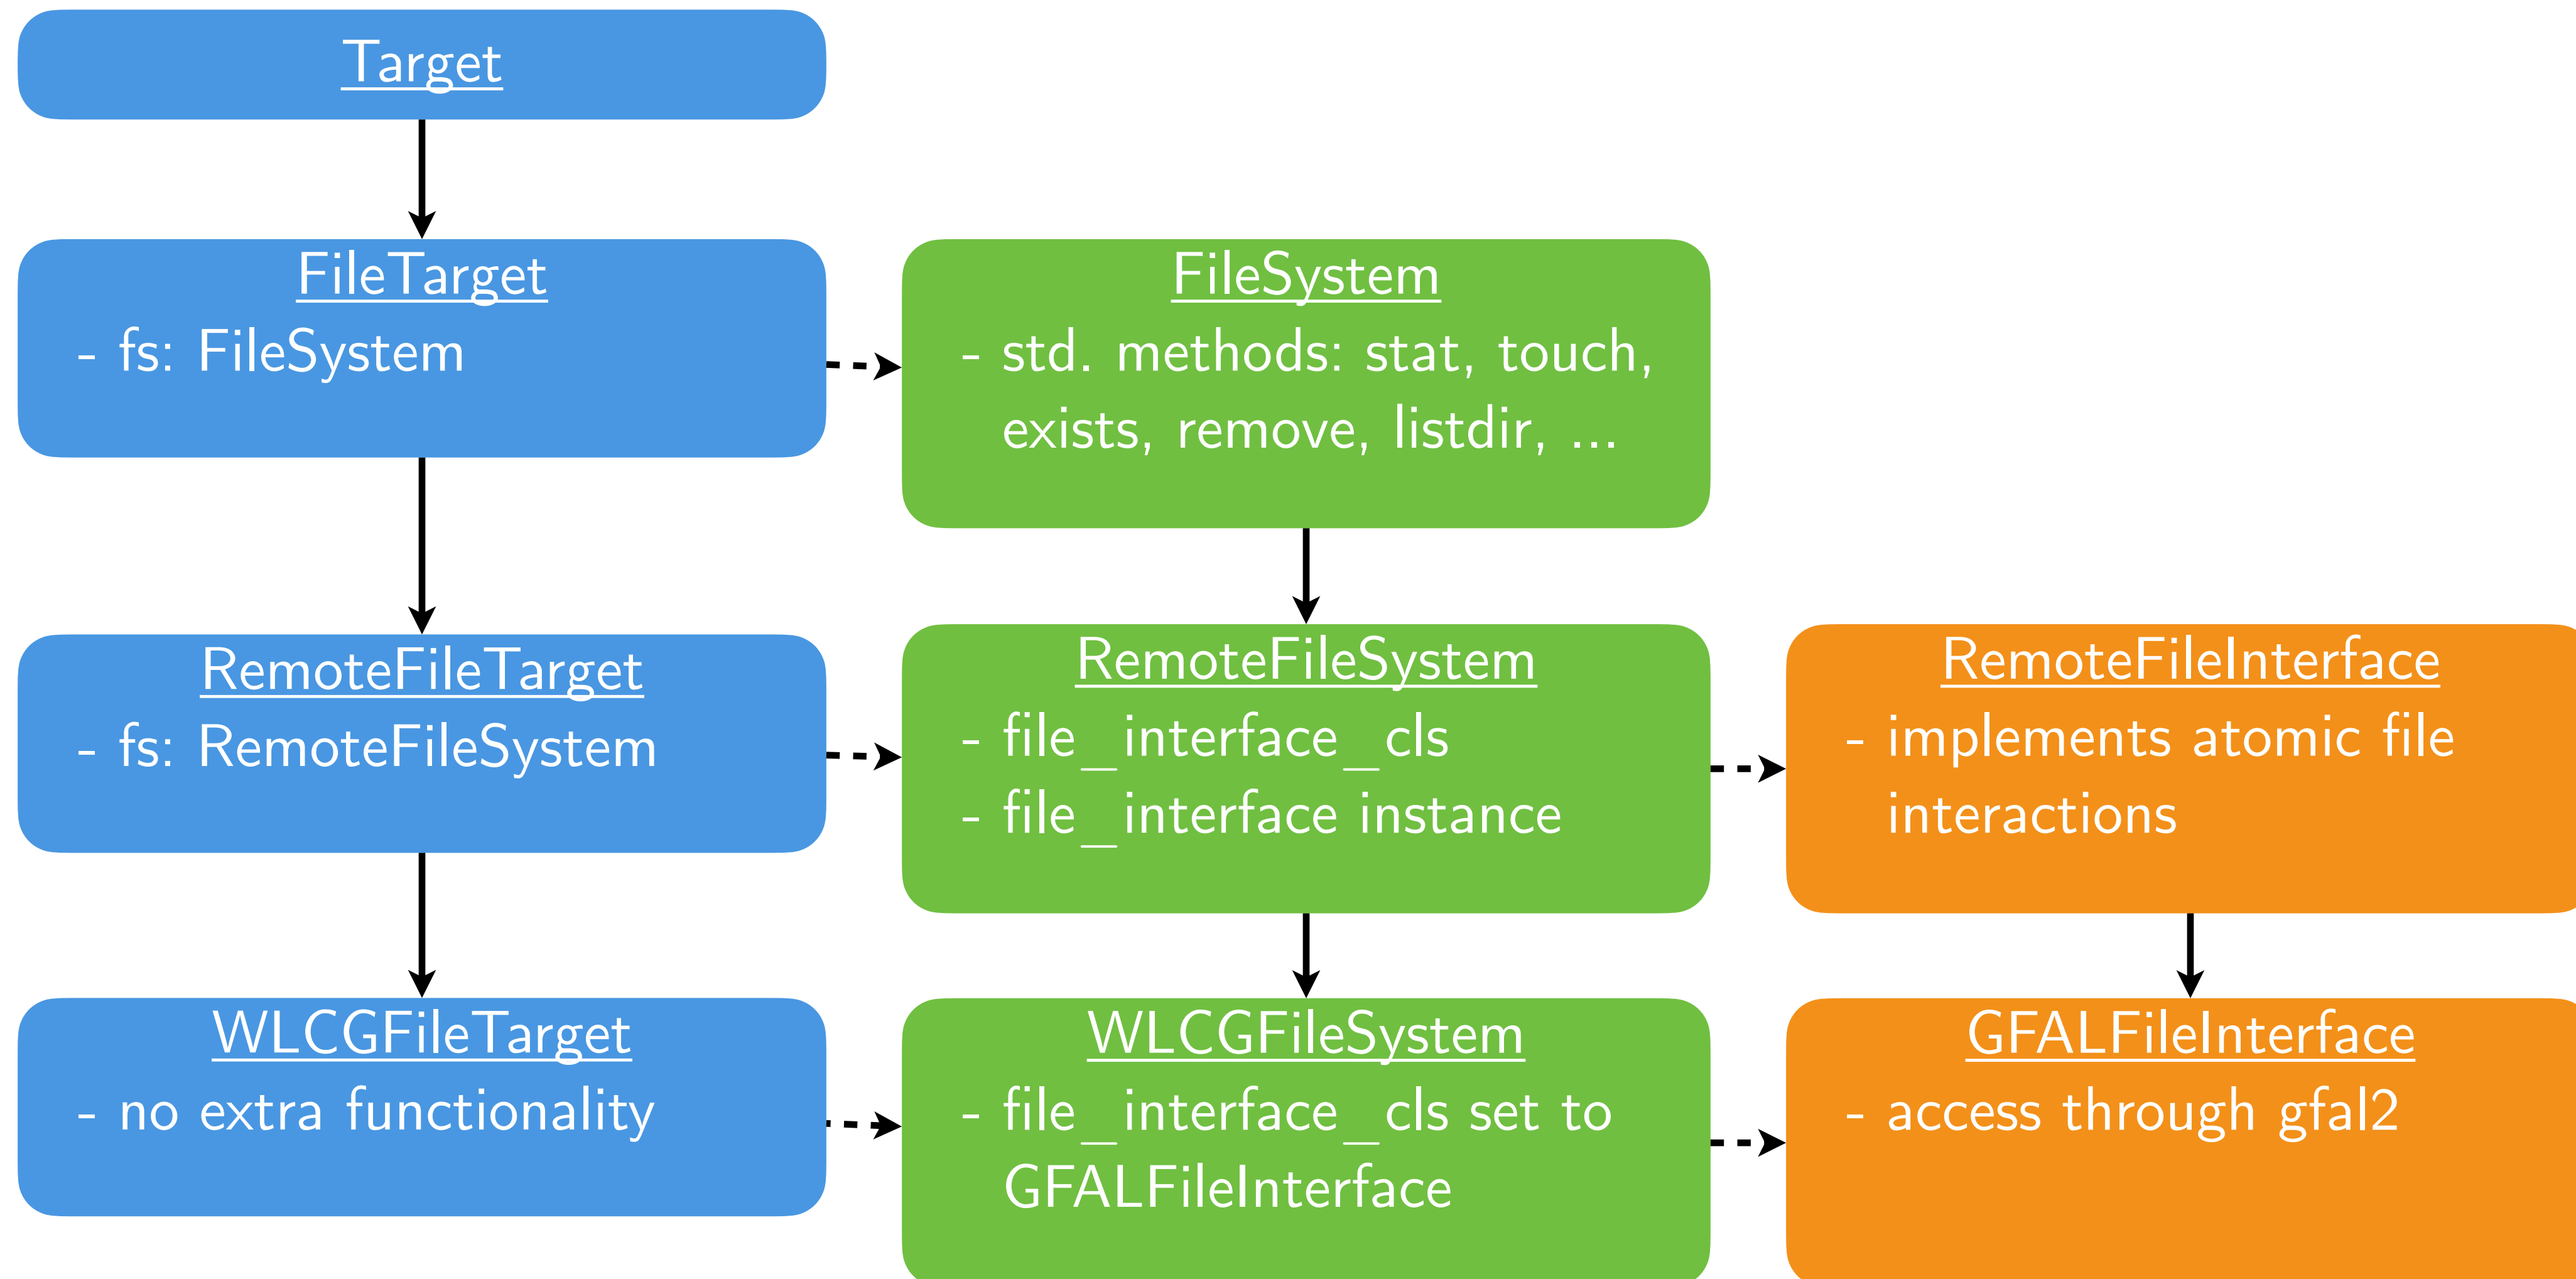 Target
FileTarget
- fs: FileSystem
FileSystem
- std. methods: stat, touch,
exists, remove, listdir, ...
RemoteFileTarget
- fs: RemoteFileSystem
RemoteFileSystem
- file_interface_cls
- file_interface instance
RemoteFileInterface
- implements atomic file
interactions
WLCGFileTarget
- no extra functionality
WLCGFileSystem
- file_interface_cls set to
GFALFileInterface
GFALFileInterface
- access through gfal2